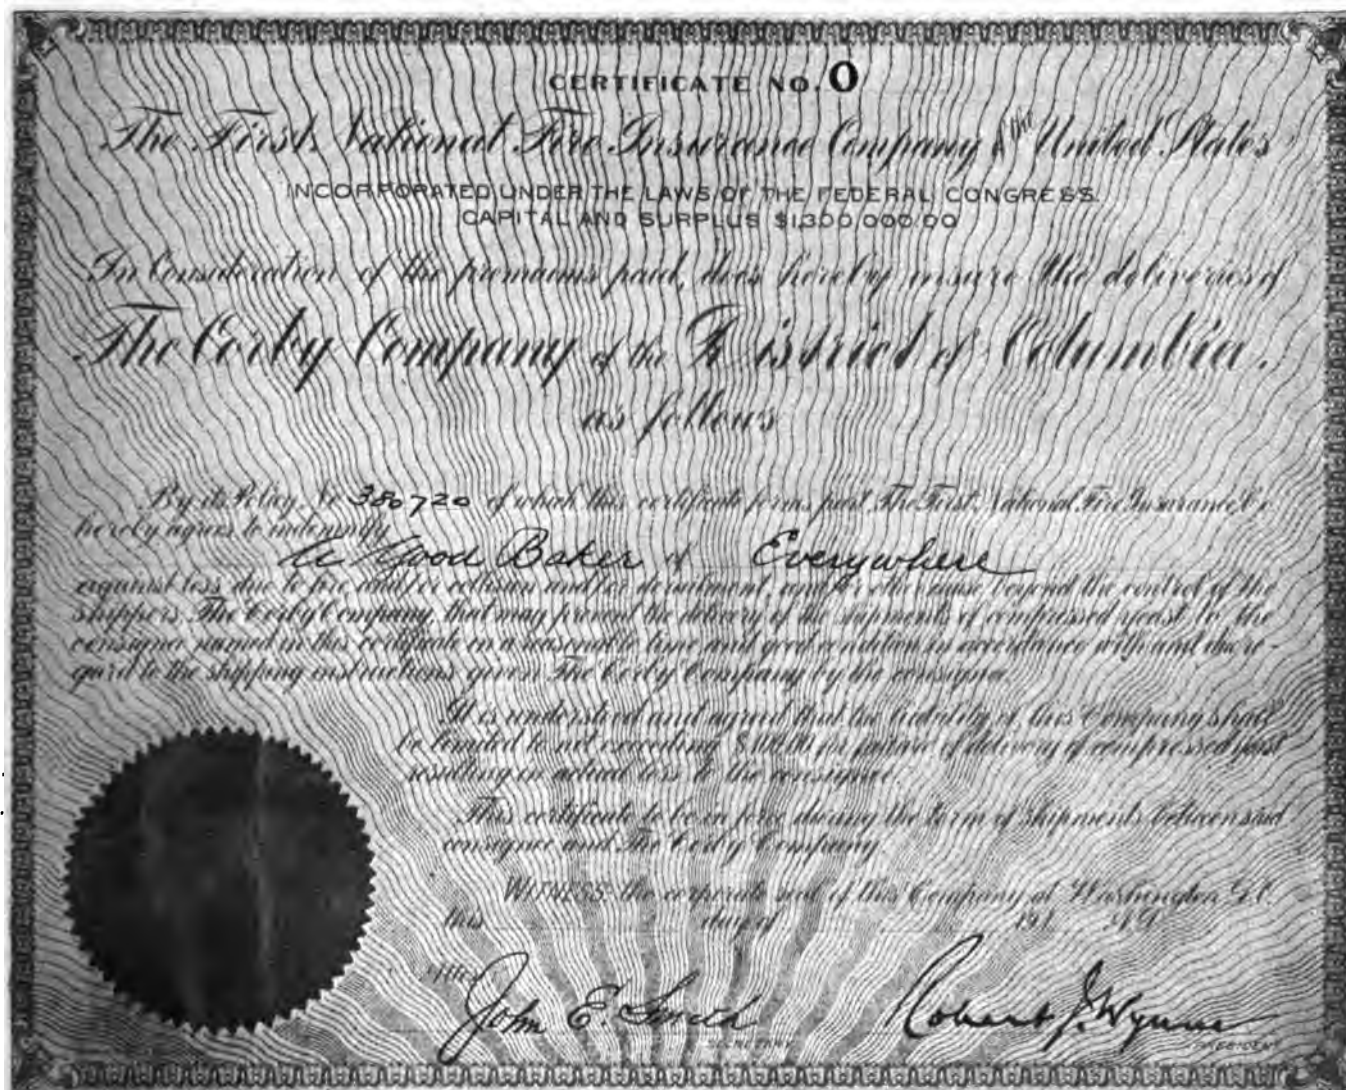 CERTIFICATE NO. 0
The First National Fire Insurance Company of the United States
INCORPORATED UNDER THE LAWS OF THE FEDERAL CONGRESS.
CAPITAL AND SURPLUS $1,300,000.00
In Consideration of the premiums paid, does hereby insure the deliveries of
The Corby Company of the District of Columbia.
as follows
By its Policy No 380720 of which this certificate forms part, The First National Fire Insurance Co
hereby agrees to indemnify
A Good Baker of Everywhere
against loss due to fire and/or collision and/or derailment, and/or other cause beyond the control of the
shippers, The Corby Company, that may prevent the delivery of the shipments of compressed yeast to the
consignee named in this certificate in a reasonable time and good condition in accordance with and due re-
gard to the shipping instructions given The Corby Company by the consignee.
It is understood and agreed that the liability of this Company shall
be limited to not exceeding in of delivery of compressed yeast
resulting in actual loss to the consignee.
This certificate to be in force during the term of shipments between said
consignee and The Corby Company.
WITNESS the corporate seal of this Company at Washington, D.C.
this day of 191
Attest
John E. Smith Robert J. Wynne
SECRETARY PRESIDENT